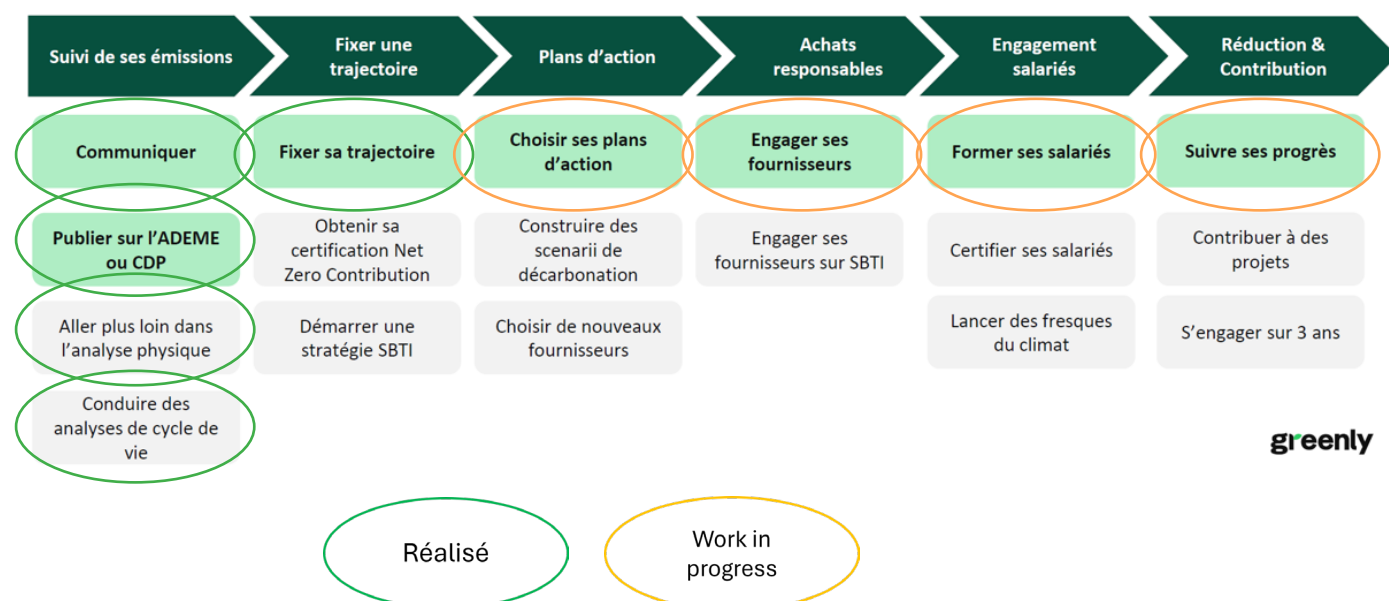 Suivi de ses émissions
Fixer une
trajectoire
Plans d'action
Achats
responsables
Engagement
salariés
Réduction &
Contribution
Communiquer
Fixer sa trajectoire
Choisir ses plans
d'action
Engager ses
fournisseurs
Former ses salariés
Suivre ses progrès
Publier sur l'ADEME
ou CDP
Obtenir sa
certification Net
Zero Contribution
Construire des
scenarii de
décarbonation
Engager ses
fournisseurs sur SBTI
Certifier ses salariés
Contribuer à des
projets
Aller plus loin dans
l'analyse physique
Démarrer une
stratégie SBTI
Choisir de nouveaux
fournisseurs
Lancer des fresques
du climat
S'engager sur 3 ans
Conduire des
analyses de cycle de
vie
greenly
Réalisé
Work in
progress